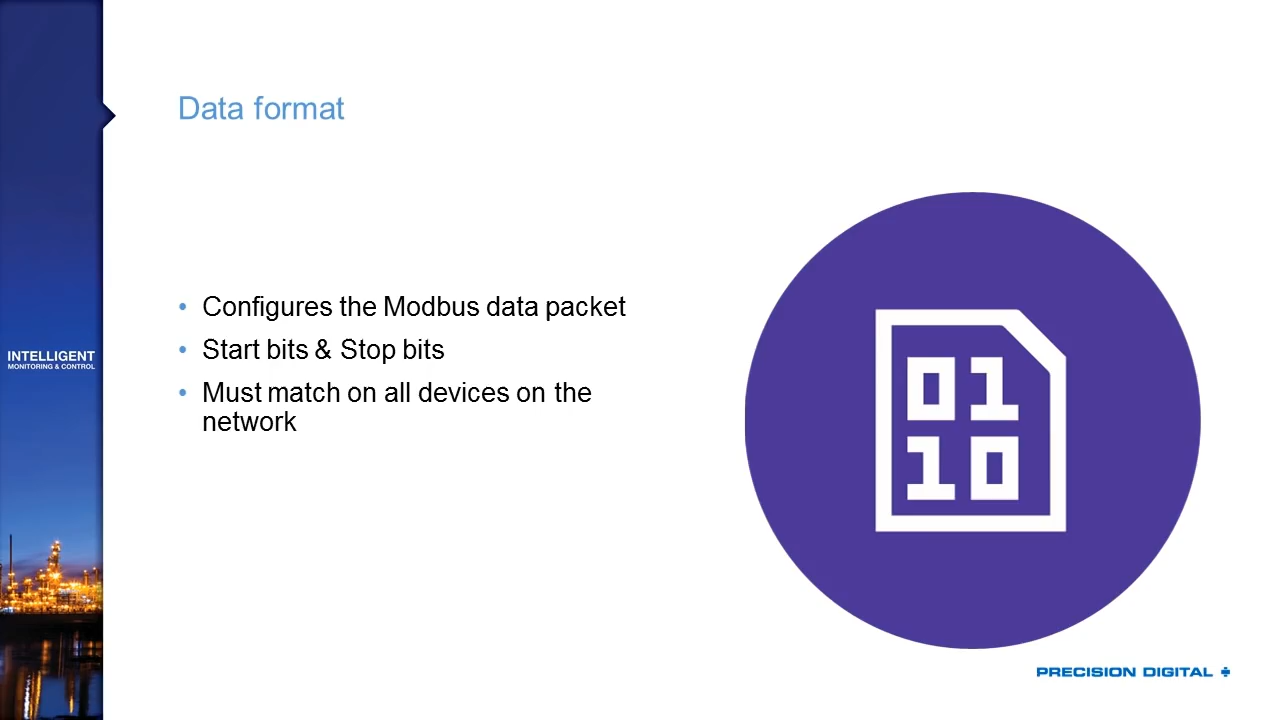 Data format
• Configures the Modbus data packet
• Start bits & Stop bits
• Must match on all devices on the
network
INTELLIGENT
MONITORING & CONTROL
01
10
PRECISION DIGITAL